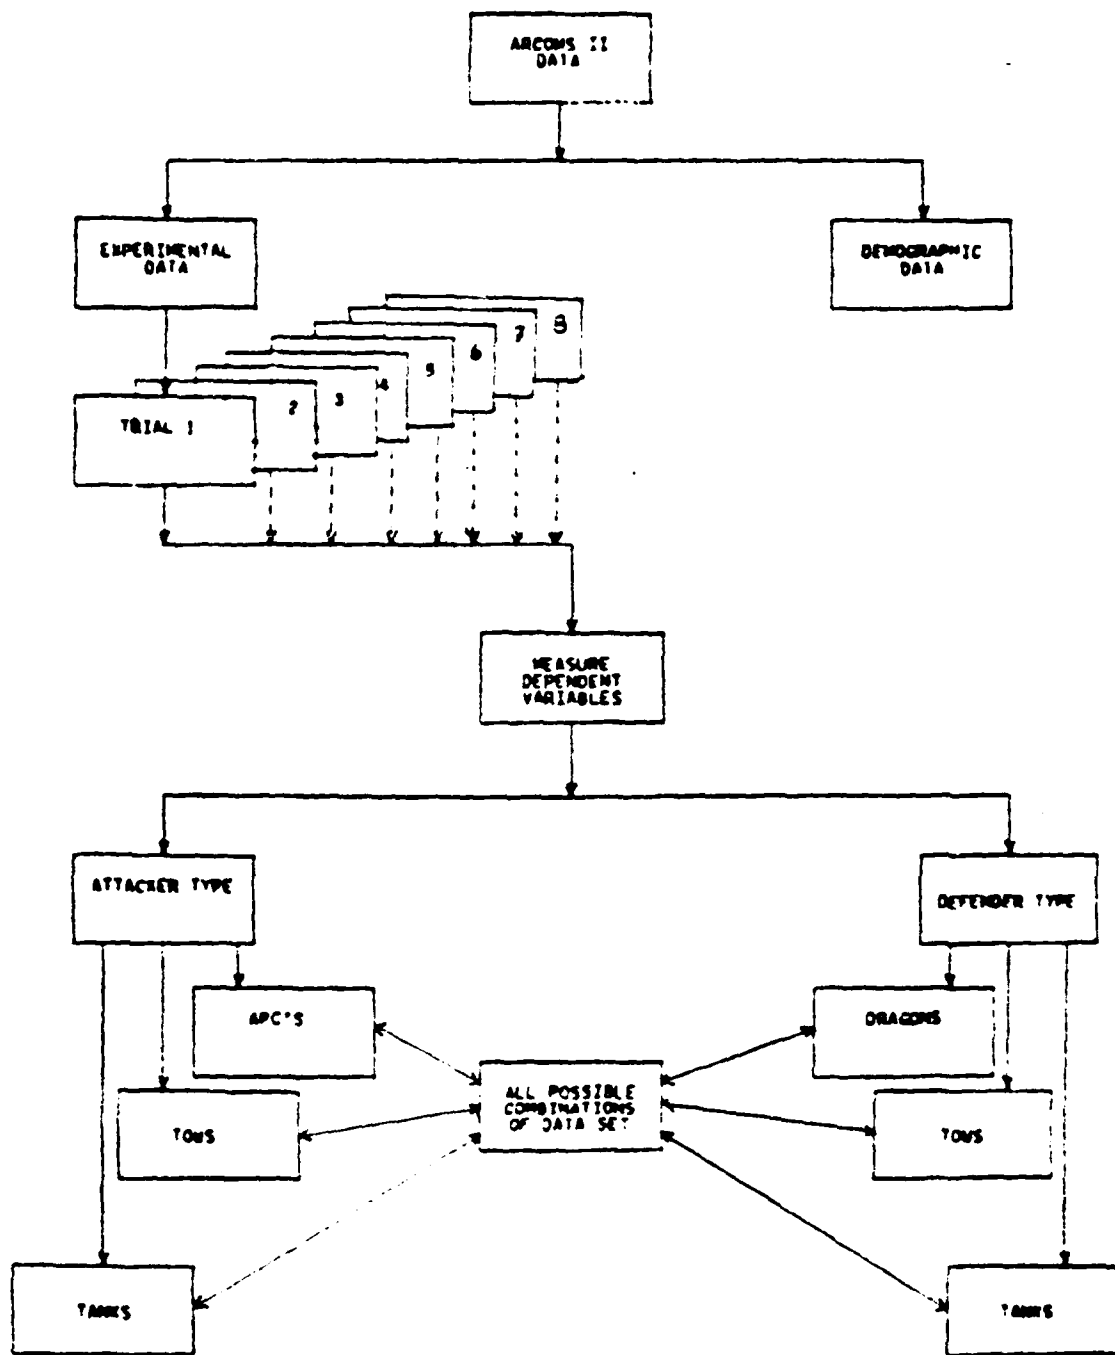 ARCOMS II
DATA
EXPERIMENTAL
DATA
DEMOGRAPHIC
DATA
TRIAL 1
2
3
4
5
6
7
8
MEASURE
DEPENDENT
VARIABLES
ATTACKER TYPE
DEFENDER TYPE
APC'S
DRAGONS
ALL POSSIBLE
COMBINATIONS
OF DATA SET
TOWS
TOWS
TANKS
TANKS